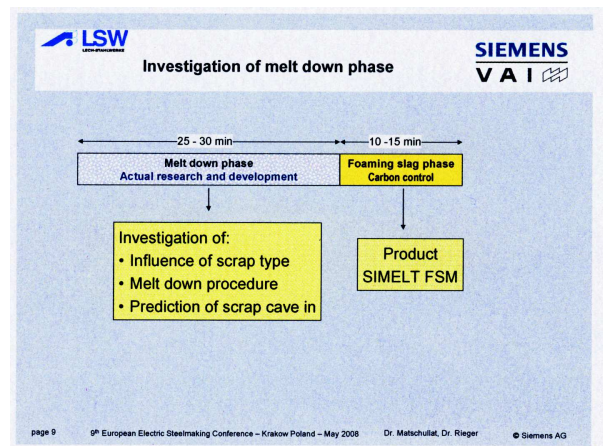 LSW
LECH-STAHLWERKE
SIEMENS
VAI
Investigation of melt down phase
25 - 30 min
10 -15 min
Melt down phase
Actual research and development
Foaming slag phase
Carbon control
Investigation of:
• Influence of scrap type
• Melt down procedure
• Prediction of scrap cave in
Product
SIMELT FSM
page 9
9th European Electric Steelmaking Conference – Krakow Poland – May 2008
Dr. Matschullat, Dr. Rieger
© Siemens AG